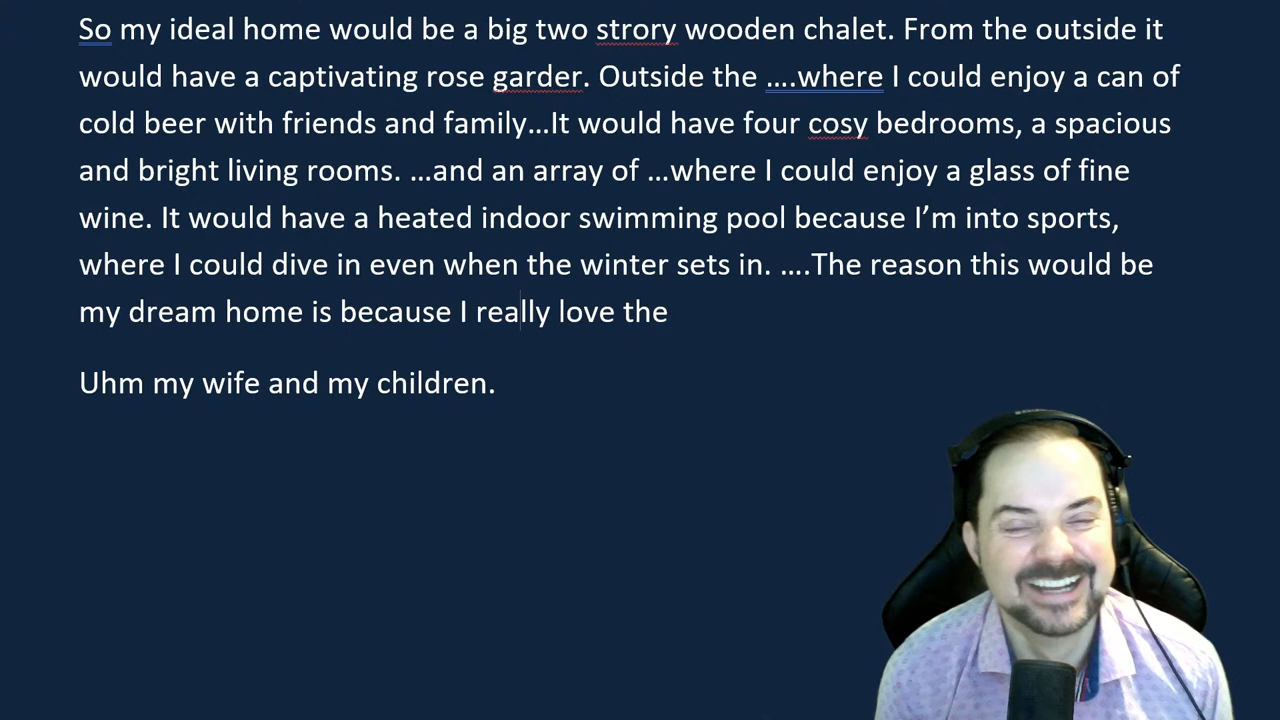 So my ideal home would be a big two strory wooden chalet. From the outside it
would have a captivating rose garder. Outside the ….where I could enjoy a can of
cold beer with friends and family…It would have four cosy bedrooms, a spacious
and bright living rooms. …and an array of …where I could enjoy a glass of fine
wine. It would have a heated indoor swimming pool because I’m into sports,
where I could dive in even when the winter sets in. ….The reason this would be
my dream home is because I really love the
Uhm my wife and my children.